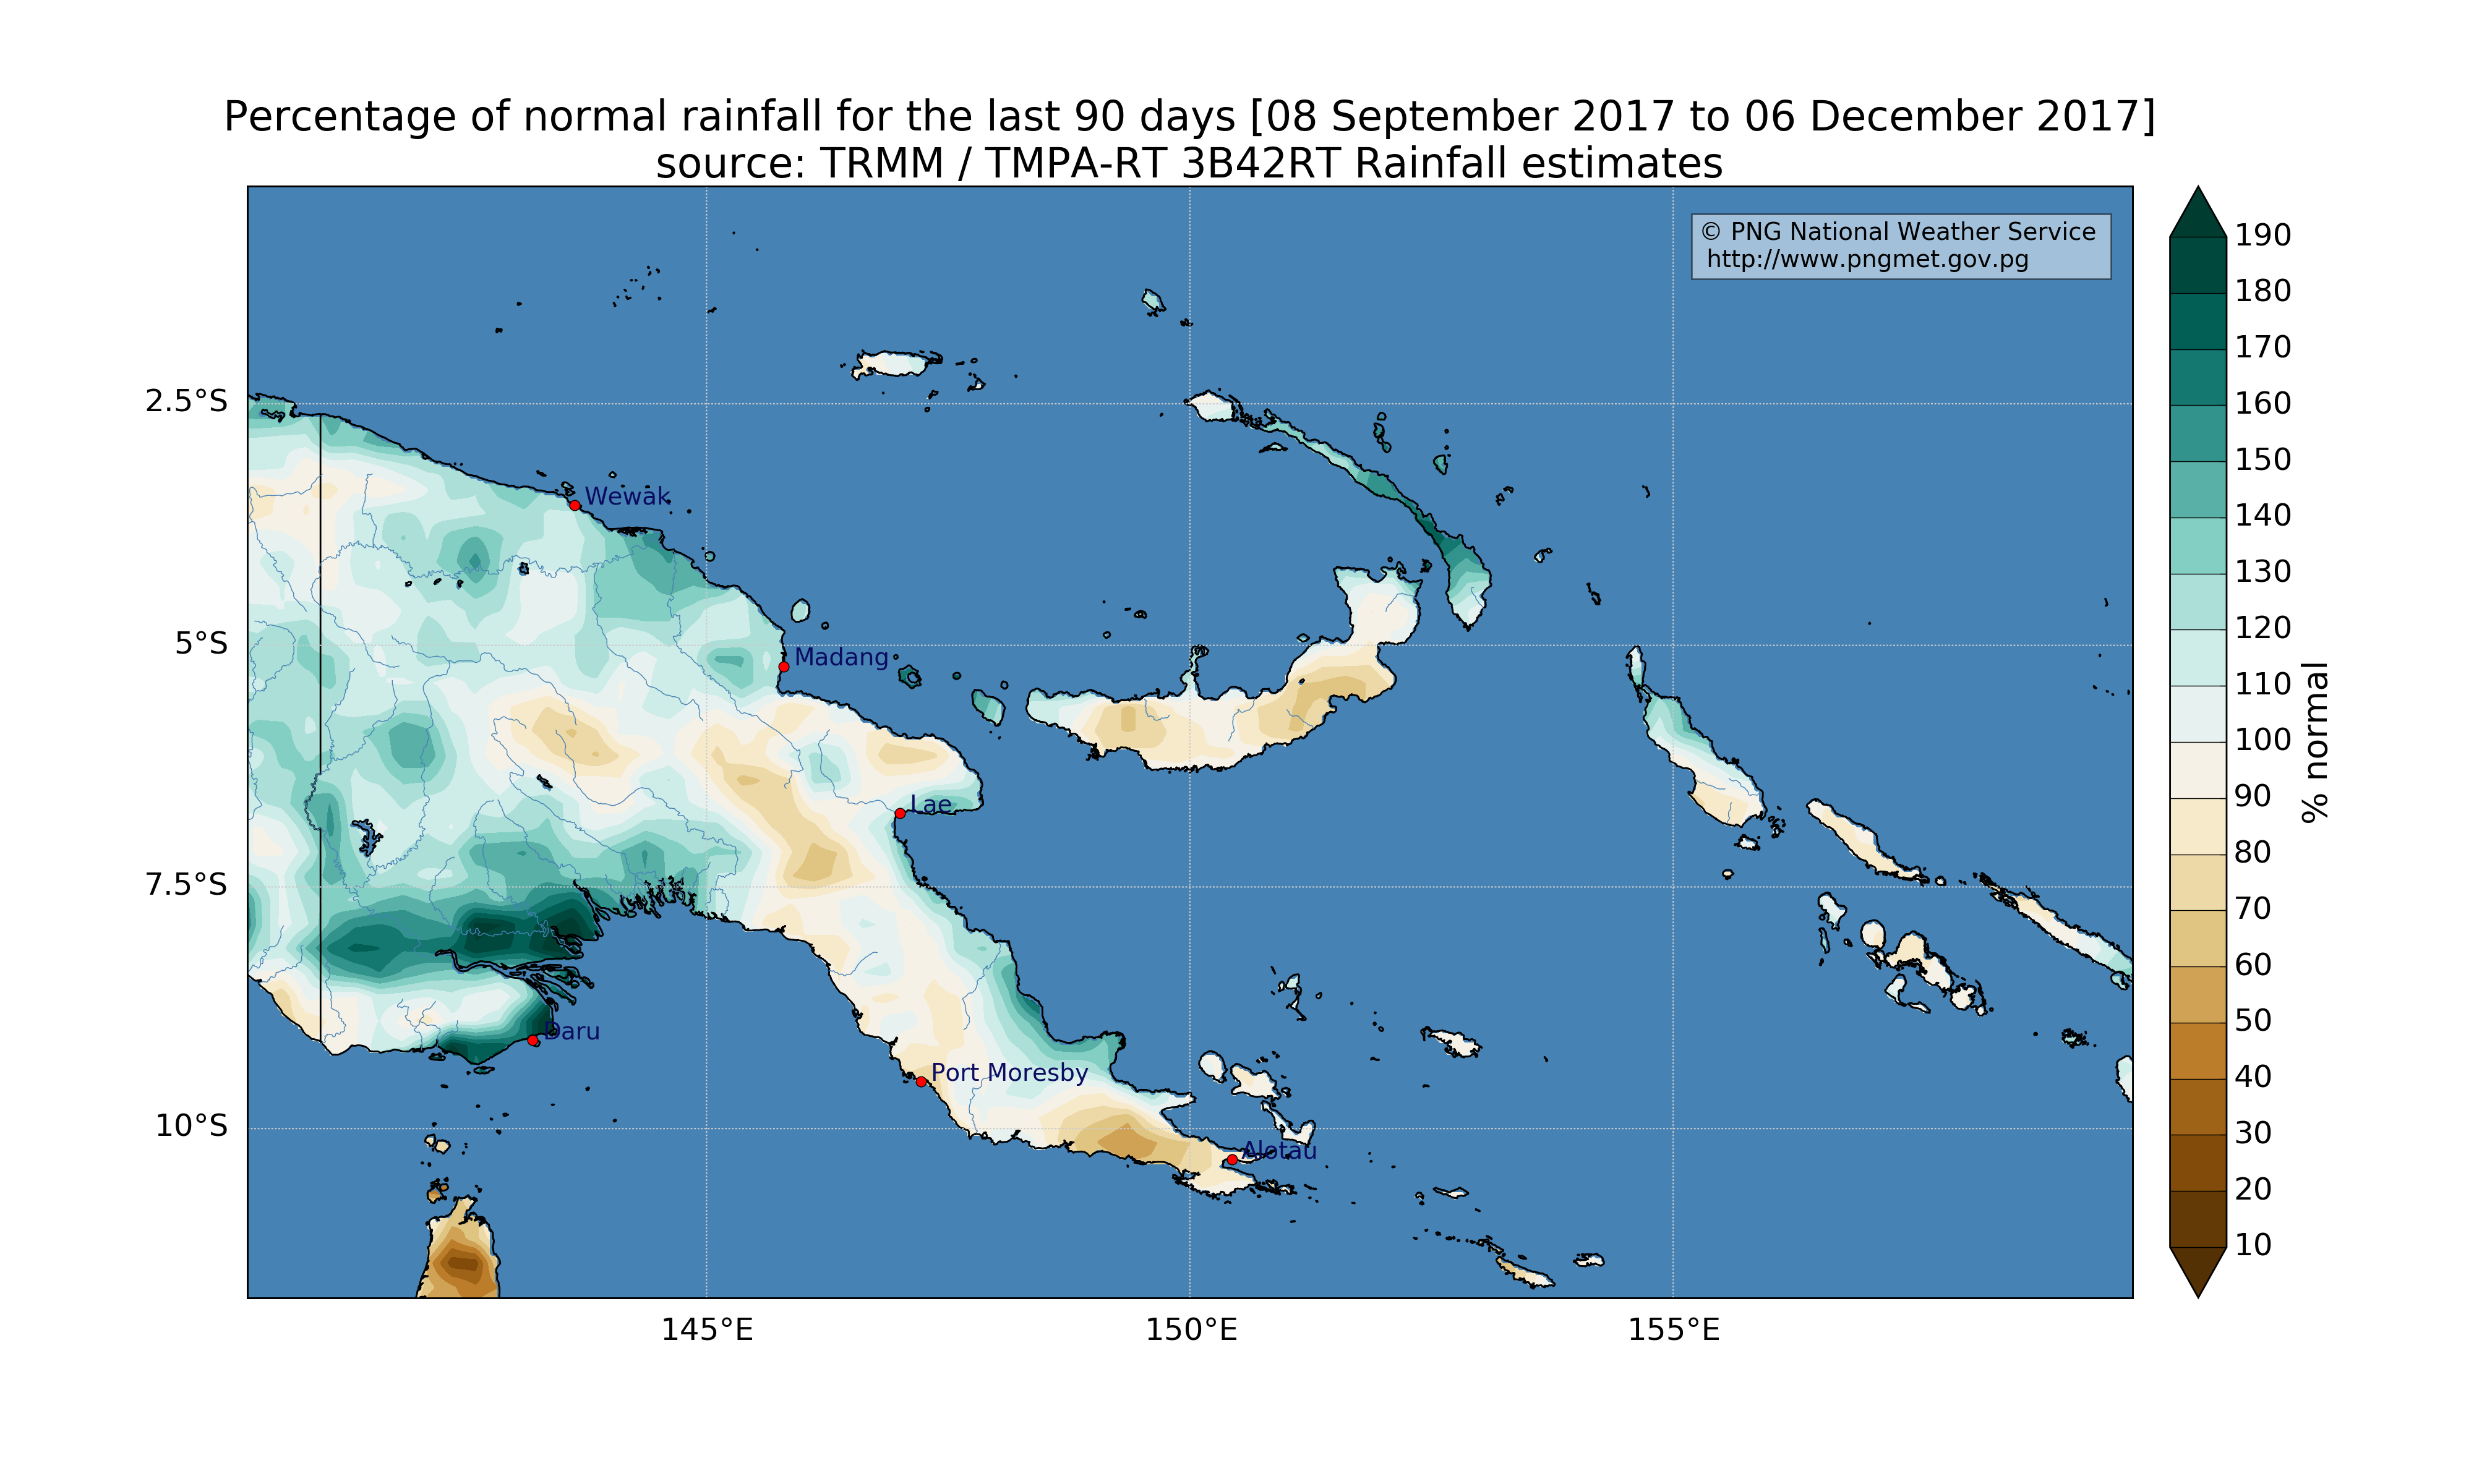 Percentage of normal rainfall for the last 90 days [08 September 2017 to 06 December 2017]
source: TRMM / TMPA-RT 3B42RT Rainfall estimates
© PNG National Weather Service
http://www.pngmet.gov.pg
2.5°S
5°S
7.5°S
10°S
Wewak
Madang
Lae
Daru
Port Moresby
Alotau
145°E
150°E
155°E
190
180
170
160
150
140
130
120
110
100
90
80
70
60
50
40
30
20
10
% normal